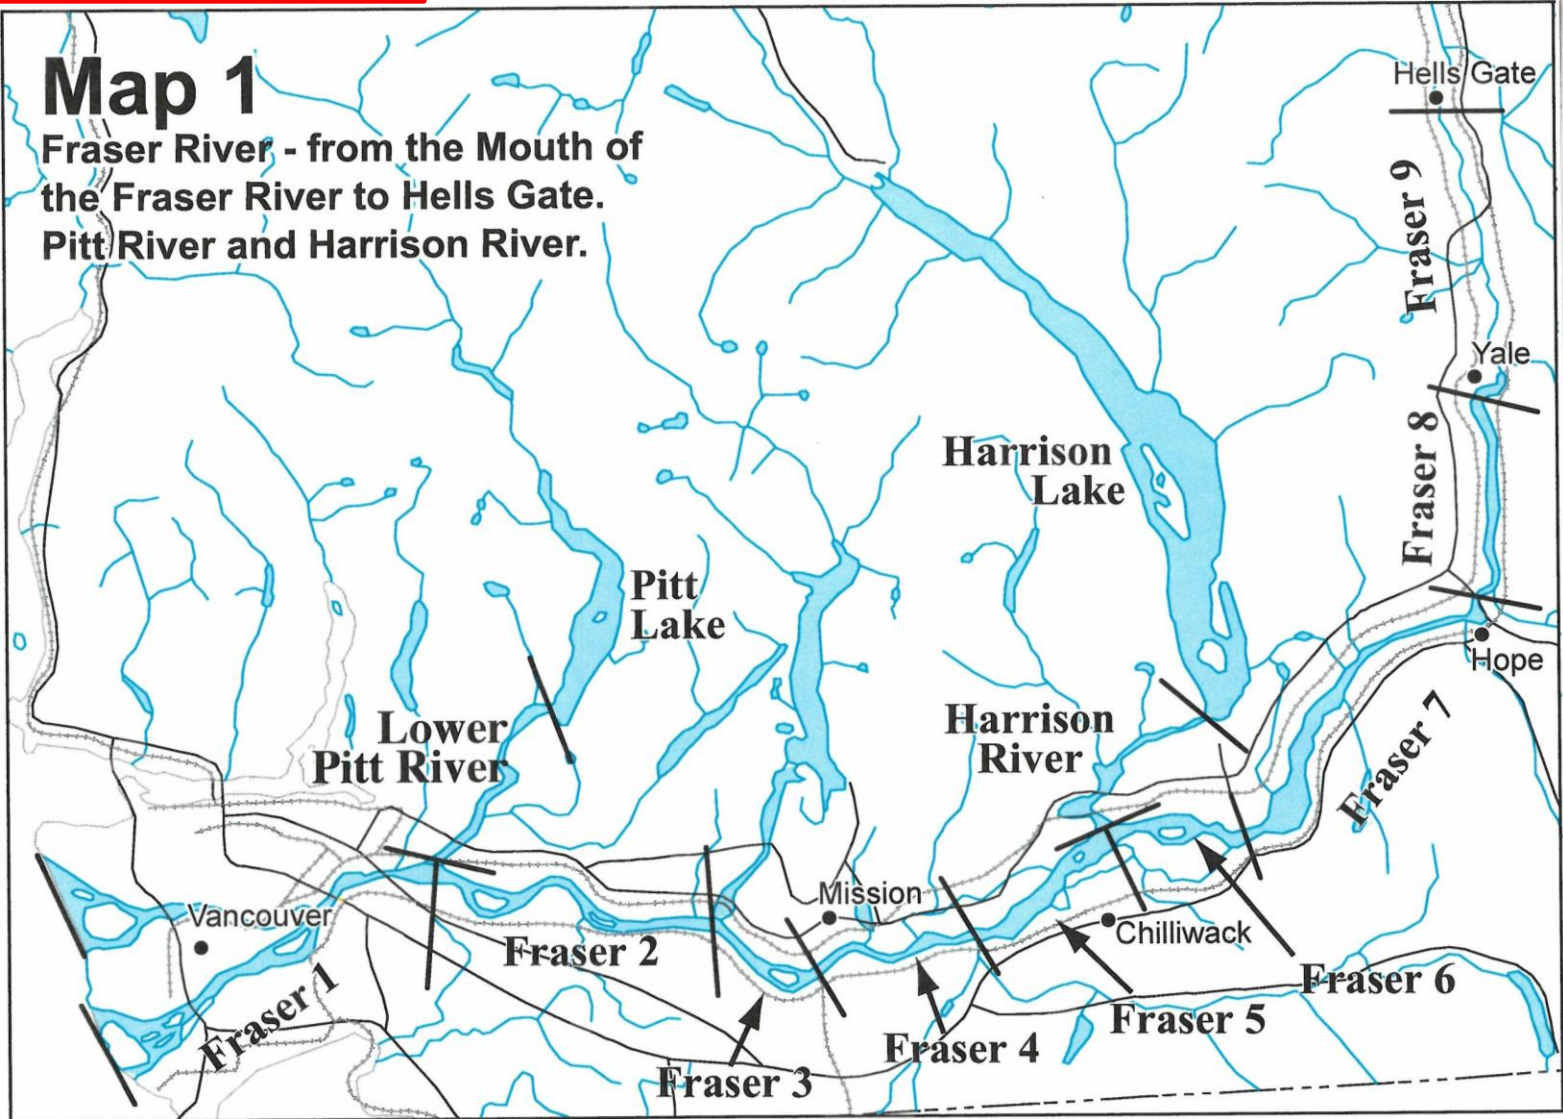 Map 1
Fraser River - from the Mouth of
the Fraser River to Hells Gate.
Pitt River and Harrison River.
Hells Gate
Fraser 9
Yale
Harrison
Lake
Fraser 8
Pitt
Lake
Hope
Lower
Pitt River
Harrison
River
Fraser 7
Vancouver
Mission
Chilliwack
Fraser 2
Fraser 1
Fraser 6
Fraser 5
Fraser 4
Fraser 3